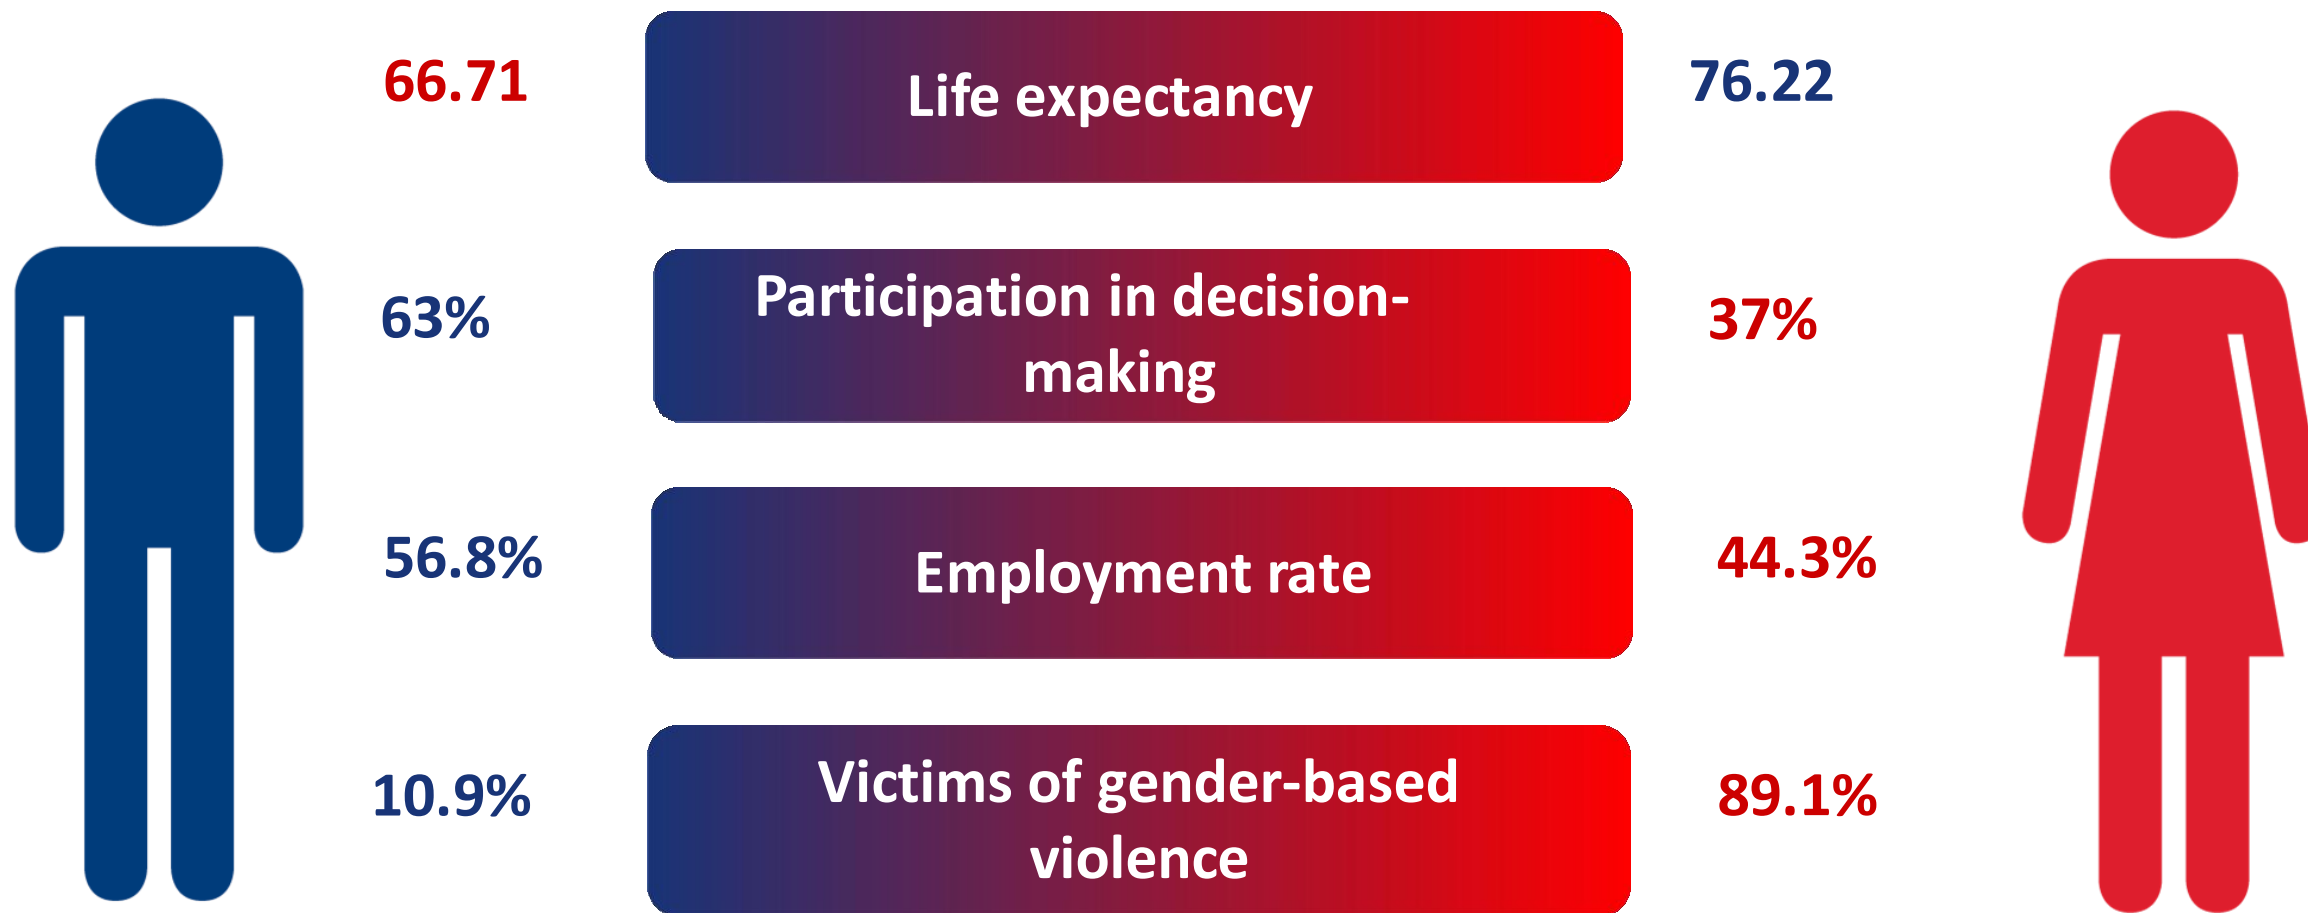 66.71
Life expectancy
76.22
63%
Participation in decision-
making
37%
56.8%
Employment rate
44.3%
10.9%
Victims of gender-based
violence
89.1%